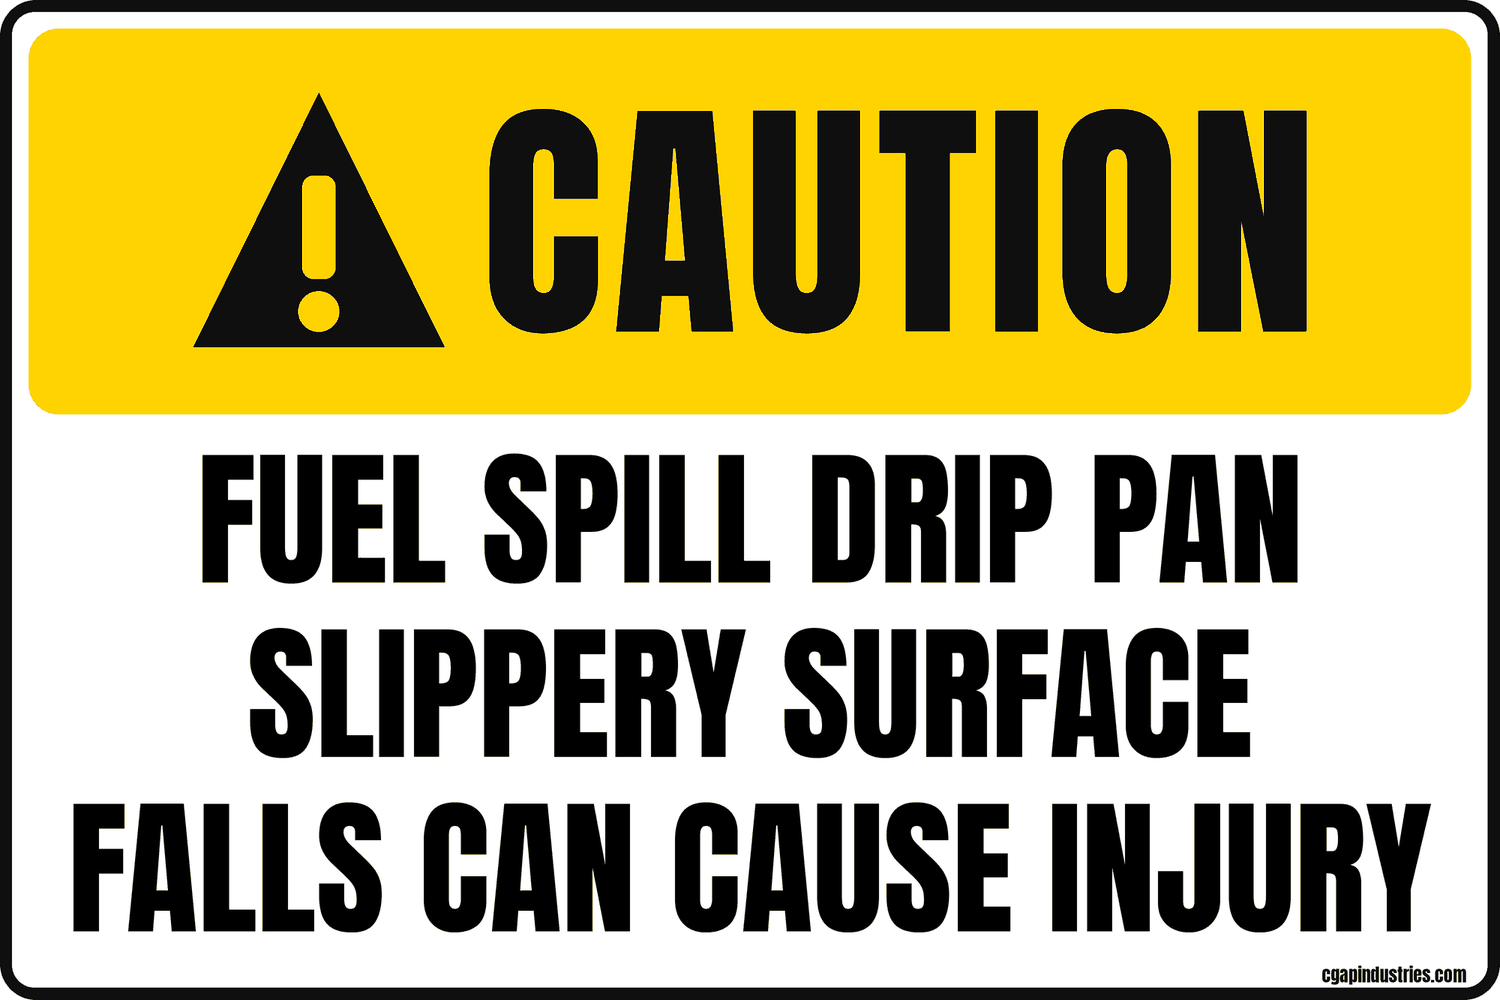 CAUTION
FUEL SPILL DRIP PAN
SLIPPERY SURFACE
FALLS CAN CAUSE INJURY
cgapindustries.com